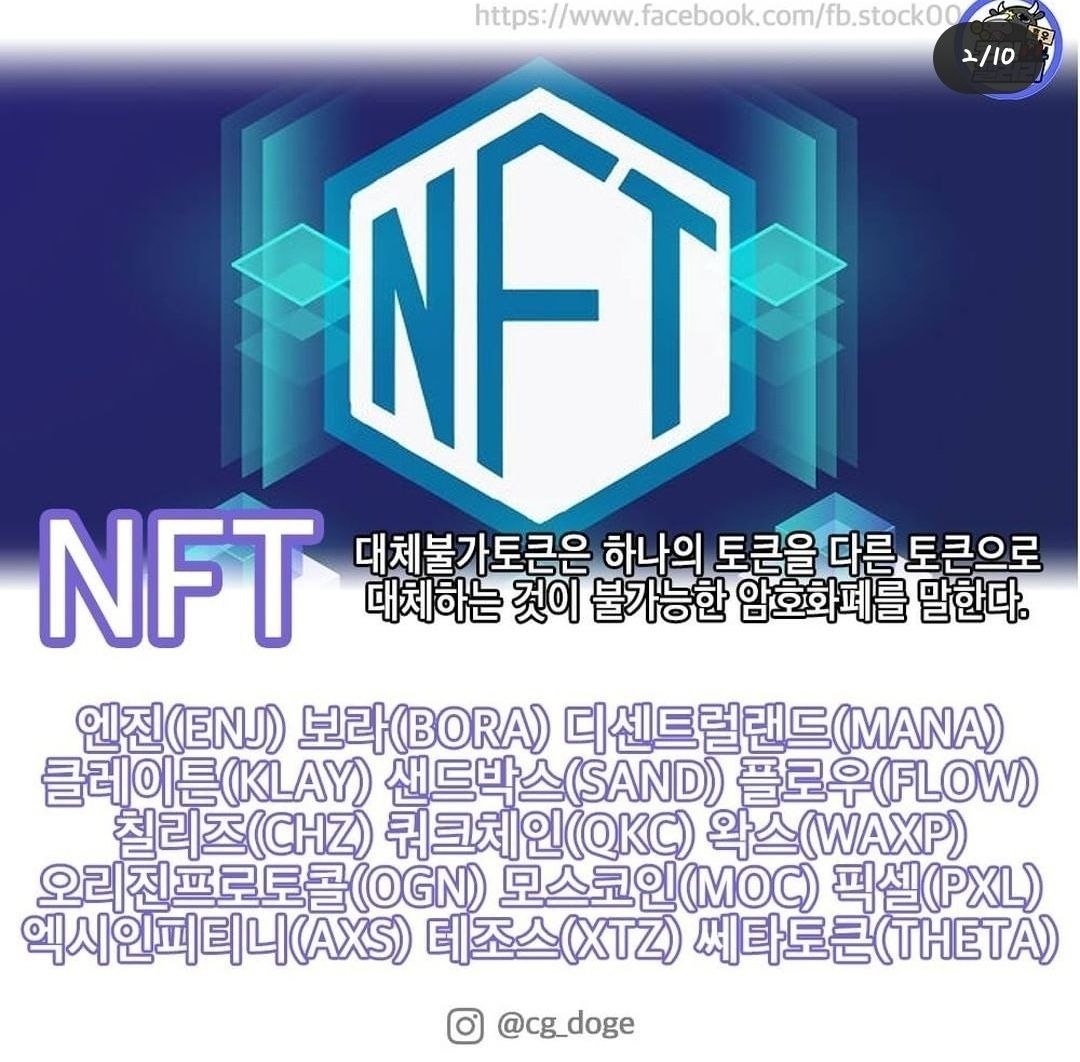 https://www.facebook.com/fb.stock00
2/10
NFT
NFT
대체불가토큰은 하나의 토큰을 다른 토큰으로
대체하는 것이 불가능한 암호화폐를 말한다.
엔진(ENJ) 보라(BORA) 디센트럴랜드(MANA)
클레이튼(KLAY) 샌드박스(SAND) 플로우(FLOW)
칠리즈(CHZ) 쿼크체인(QKC) 왁스(WAXP)
오리진프로토콜(OGN) 모스코인(MOC) 픽셀(PXL)
엑시인피티니(AXS) 테조스(XTZ) 쎄타토큰(THETA)
@cg_doge